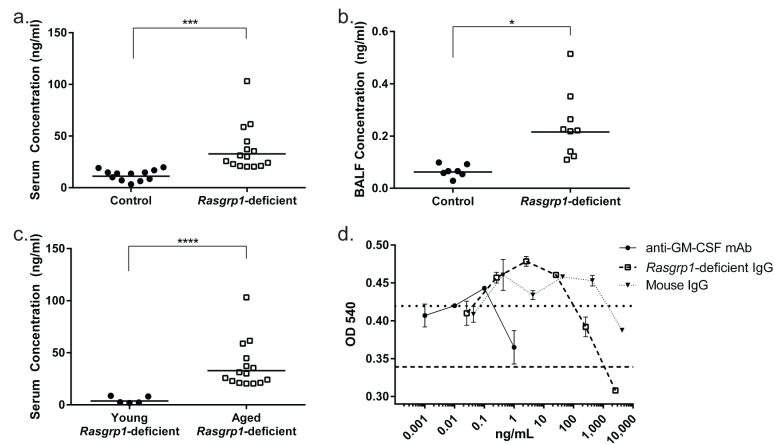 a.
***
Serum Concentration (ng/ml)
150
100
50
0
Control
Rasgrp1-deficient
b.
*
BALF Concentration (ng/ml)
0.6
0.4
0.2
0.0
Control
Rasgrp1-deficient
c.
****
Serum Concentration (ng/ml)
150
100
50
0
Young
Rasgrp1-deficient
Aged
Rasgrp1-deficient
d.
OD 540
0.50
0.45
0.40
0.35
0.30
0.001
0.01
0.1
1
10
100
1,000
10,000
ng/mL
anti-GM-CSF mAb
Rasgrp1-deficient IgG
Mouse IgG